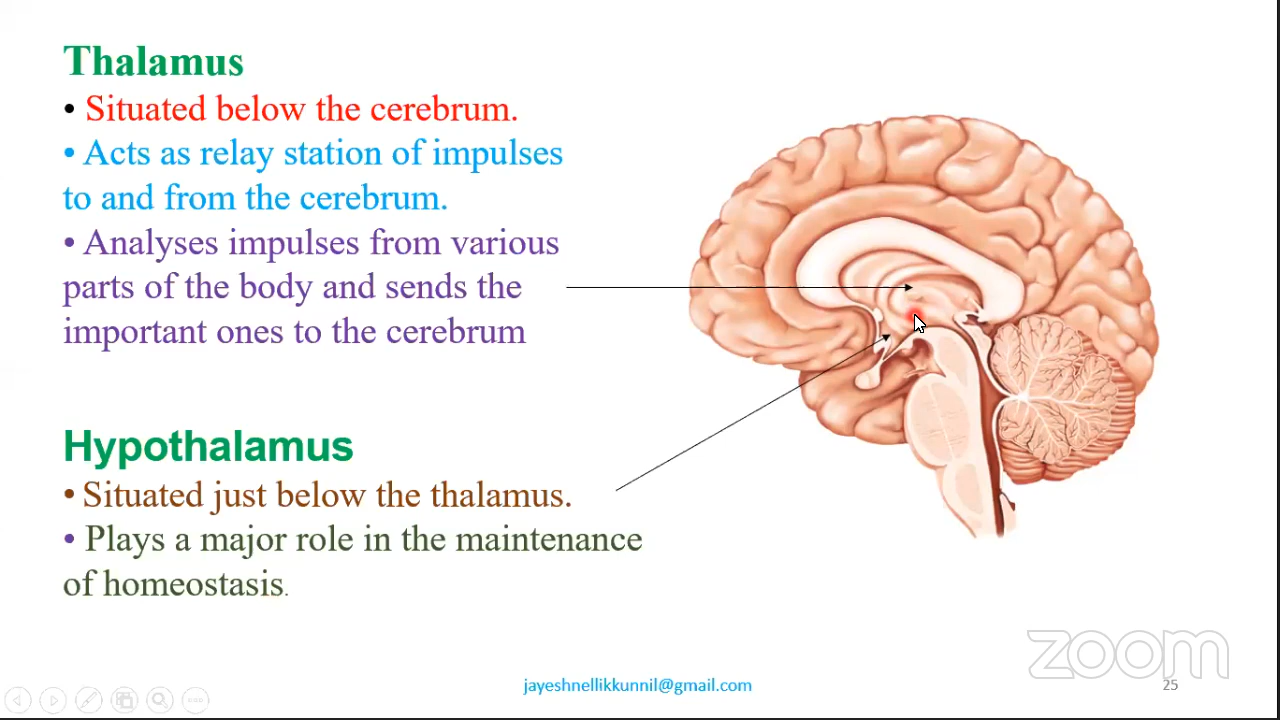 Thalamus
• Situated below the cerebrum.
• Acts as relay station of impulses
to and from the cerebrum.
• Analyses impulses from various
parts of the body and sends the
important ones to the cerebrum
Hypothalamus
• Situated just below the thalamus.
• Plays a major role in the maintenance
of homeostasis.
zoom
jayeshnellikkunnil@gmail.com
25